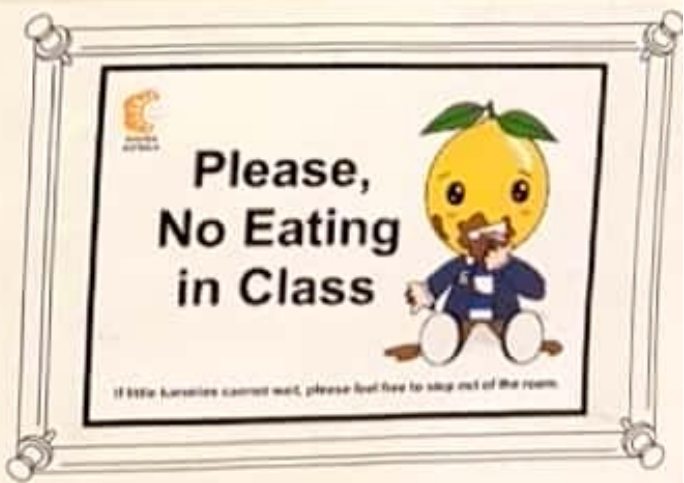 Please,
No Eating
in Class
If little cannot wait, please feel free to step out of the room.